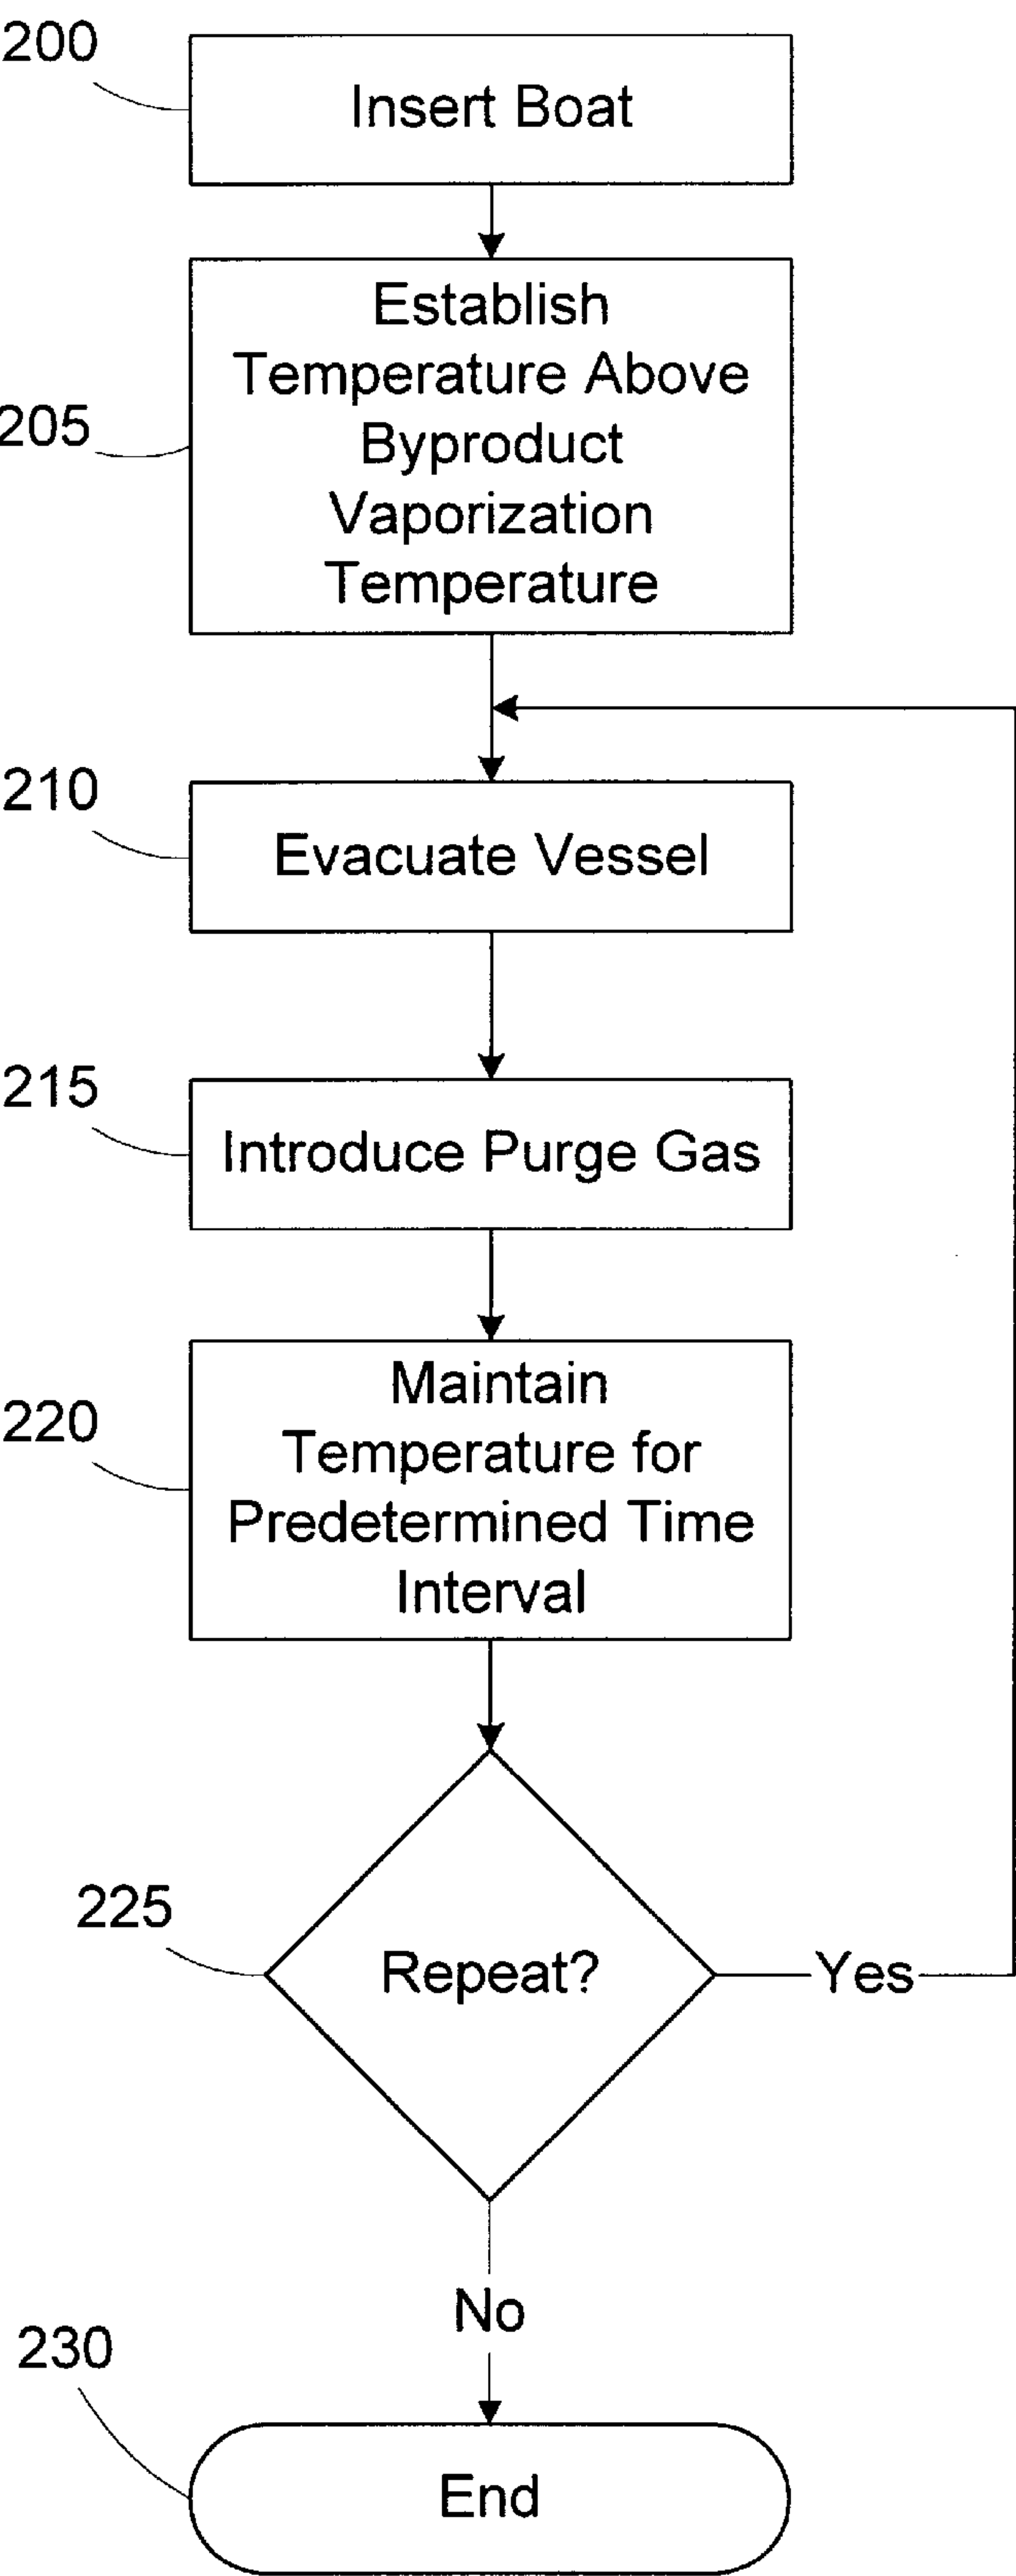 200
Insert Boat
Establish
Temperature Above
205
Byproduct
Vaporization
Temperature
210
Evacuate Vessel
215
Introduce Purge Gas
Maintain
220
Temperature for
Predetermined Time
Interval
225
Repeat?
Yes
No
230
End